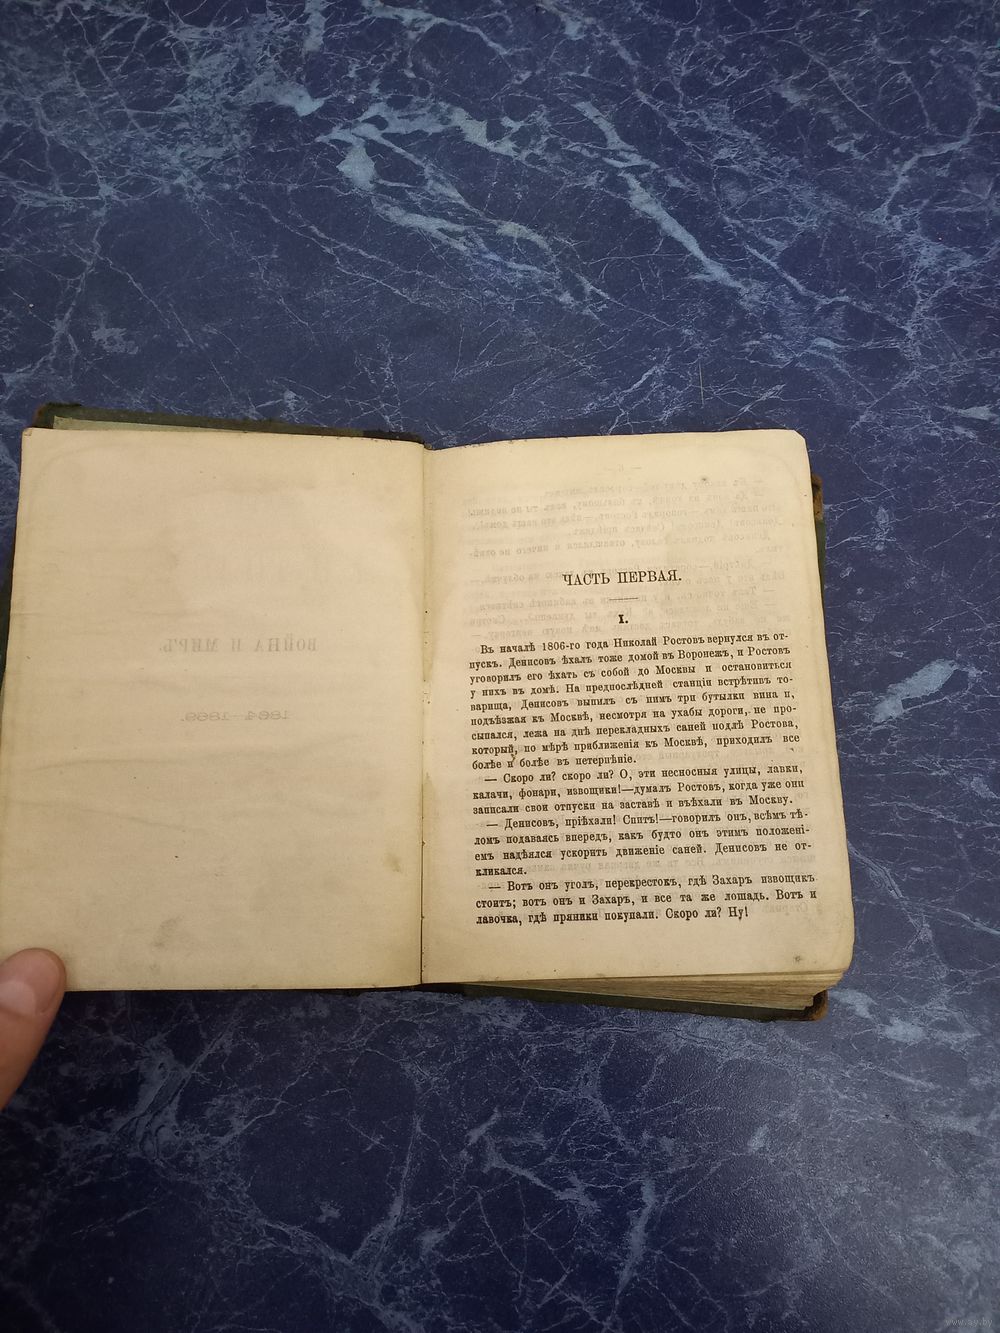 ВОЙНА И МИРЪ.
1864—1869.
ЧАСТЬ ПЕРВАЯ.
I.
Въ началѣ 1806-го года Николай Ростовъ вернулся въ от-
пускъ. Денисовъ ѣхалъ тоже домой въ Воронежъ, и Ростовъ
уговорилъ его ѣхать съ собой до Москвы и остановиться
у нихъ въ домѣ. На предпослѣдней станціи встрѣтивъ то-
варища, Денисовъ выпилъ съ нимъ три бутылки вина и,
подъѣзжая къ Москвѣ, несмотря на ухабы дороги, не про-
сыпался, лежа на днѣ перекладныхъ саней подлѣ Ростова,
который, по мѣрѣ приближенія къ Москвѣ, приходилъ все
болѣе и болѣе въ нетерпѣніе.
— Скоро ли? скоро ли? О, эти несносныя улицы, лавки,
калачи, фонари, извощики!—думалъ Ростовъ, когда уже они
записали свои отпуски на заставѣ и въѣхали въ Москву.
— Денисовъ, пріѣхали! Спитъ!—говорилъ онъ, всѣмъ тѣ-
ломъ подаваясь впередъ, какъ будто онъ этимъ положені-
емъ надѣялся ускорить движеніе саней. Денисовъ не от-
кликался.
— Вотъ онъ уголъ, перекрестокъ, гдѣ Захаръ извощикъ
стоитъ; вотъ онъ и Захаръ, и все та же лошадь. Вотъ и
лавочка, гдѣ пряники покупали. Скоро ли? Ну!
www.ay.by